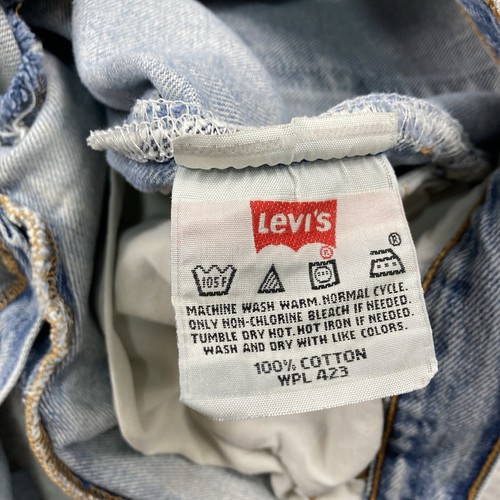 Levi's
®
®
105F
MACHINE WASH WARM. NORMAL CYCLE.
ONLY NON-CHLORINE BLEACH IF NEEDED.
TUMBLE DRY HOT. HOT IRON IF NEEDED.
WASH AND DRY WITH LIKE COLORS.
100% COTTON
WPL 423